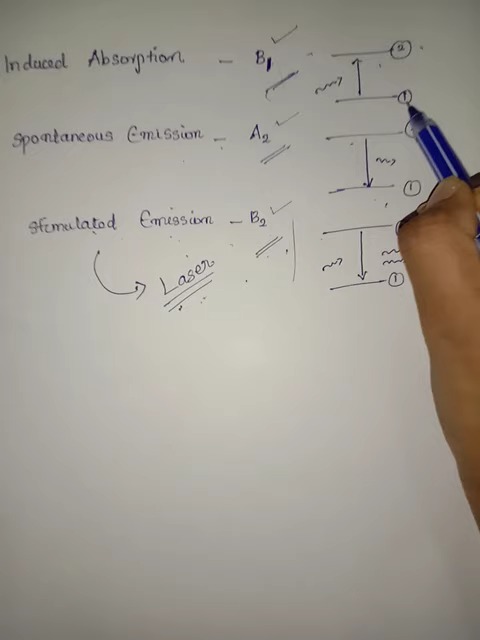 Induced Absorption - B₁ ②
①
Spontaneous Emission - A₂
①
Stimulated Emission - B₂
①
Laser